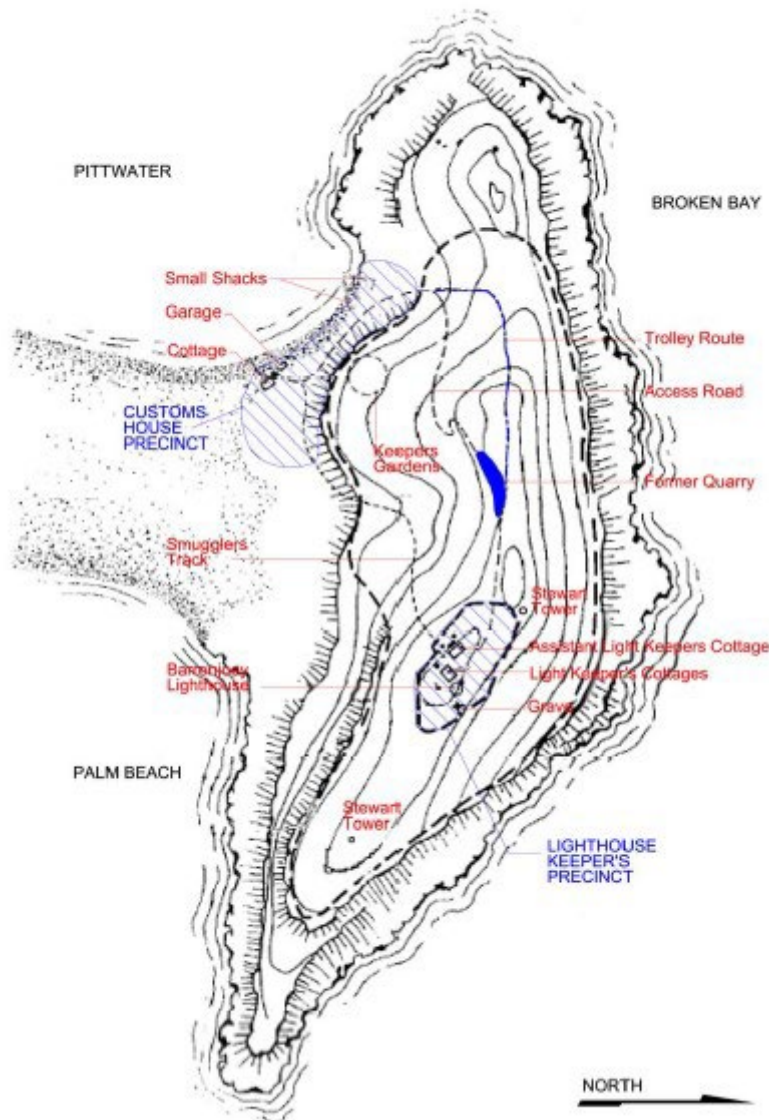 PITTWATER
BROKEN BAY
Small Shacks
Garage
Cottage
Trolley Route
Access Road
CUSTOMS
HOUSE
PRECINCT
Keepers
Gardens
Former Quarry
Smugglers
Track
Stewart
Tower
Assistant Light Keepers Cottage
Barrenjoey
Lighthouse
Light Keeper's Cottages
Grave
PALM BEACH
Stewart
Tower
LIGHTHOUSE
KEEPER'S
PRECINCT
NORTH